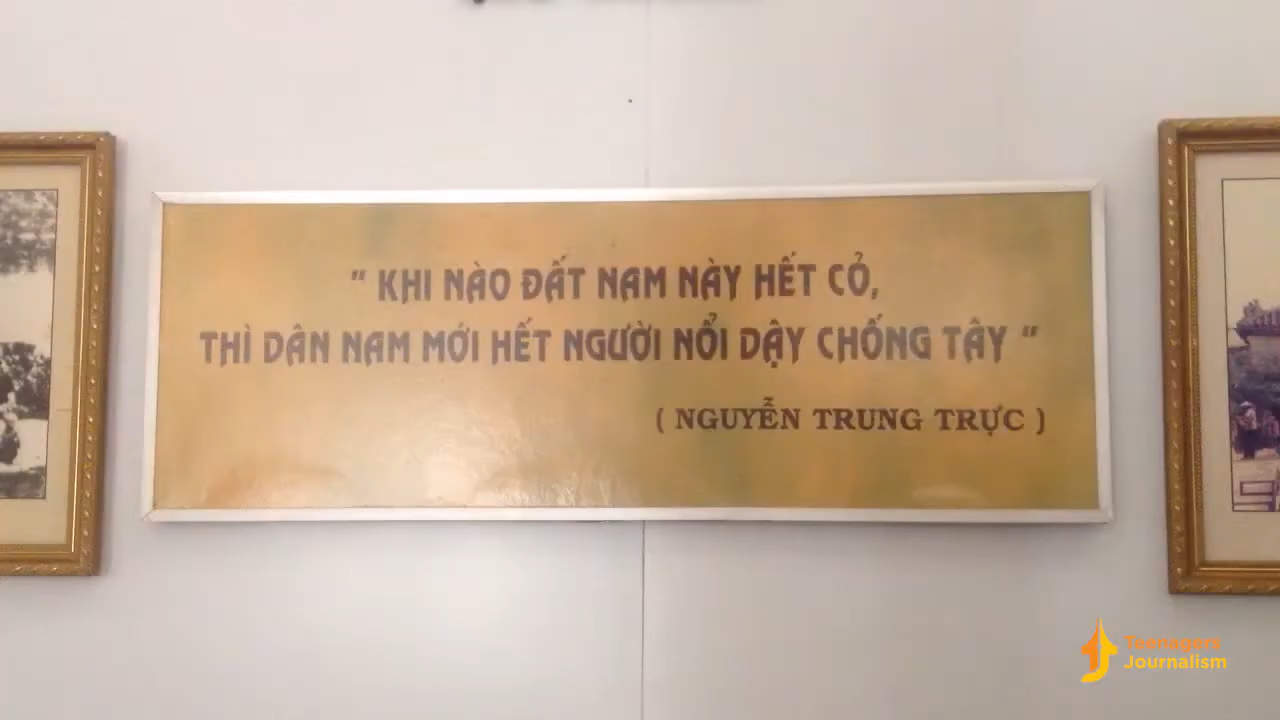 " KHI NÀO ĐẤT NAM NÀY HẾT CỎ,
THÌ DÂN NAM MỚI HẾT NGƯỜI NỔI DẬY CHỐNG TÂY "
( NGUYỄN TRUNG TRỰC )
Teenagers
Journalism